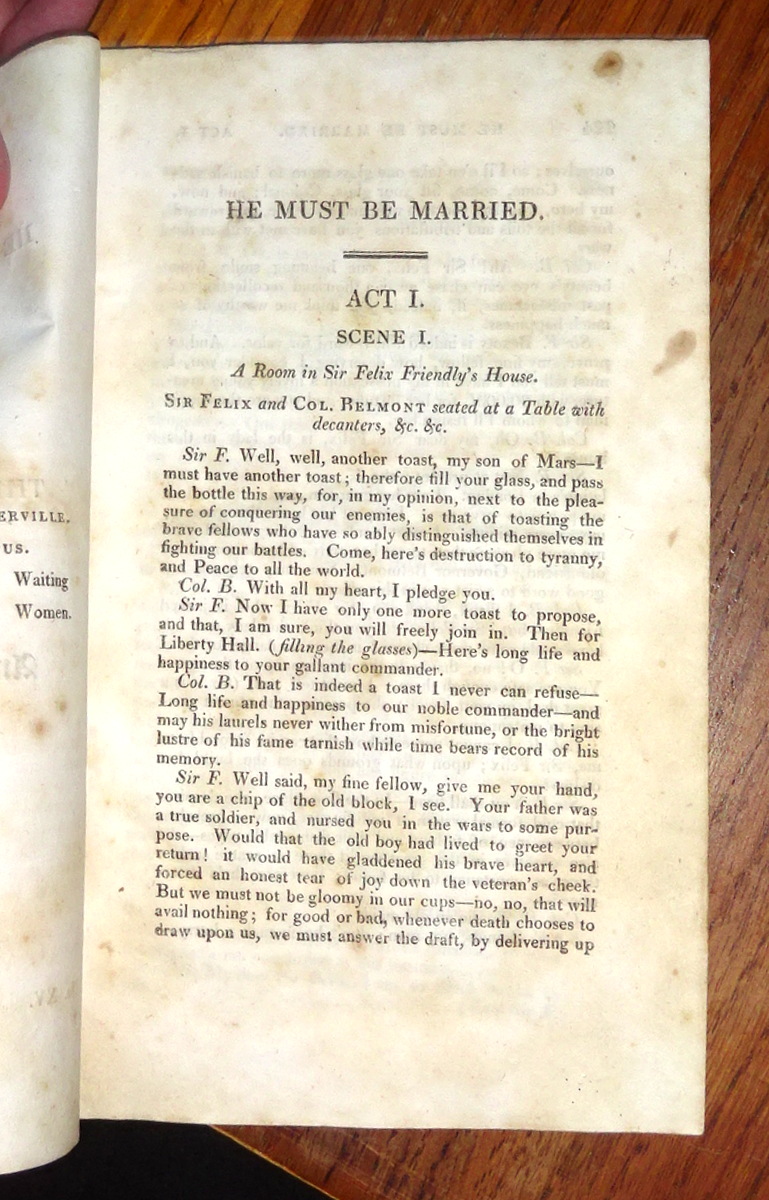 ERVILLE.
US.
Waiting
Women.
HE MUST BE MARRIED.
ACT I.
SCENE I.
A Room in Sir Felix Friendly's House.
SIR FELIX and COL. BELMONT seated at a Table with
decanters, &c. &c.
Sir F. Well, well, another toast, my son of Mars—I
must have another toast; therefore fill your glass, and pass
the bottle this way, for, in my opinion, next to the plea-
sure of conquering our enemies, is that of toasting the
brave fellows who have so ably distinguished themselves in
fighting our battles. Come, here's destruction to tyranny,
and Peace to all the world.
Col. B. With all my heart, I pledge you.
Sir F. Now I have only one more toast to propose,
and that, I am sure, you will freely join in. Then for
Liberty Hall. (filling the glasses)—Here's long life and
happiness to your gallant commander.
Col. B. That is indeed a toast I never can refuse—
Long life and happiness to our noble commander—and
may his laurels never wither from misfortune, or the bright
lustre of his fame tarnish while time bears record of his
memory.
Sir F. Well said, my fine fellow, give me your hand,
you are a chip of the old block, I see. Your father was
a true soldier, and nursed you in the wars to some pur-
pose. Would that the old boy had lived to greet your
return! it would have gladdened his brave heart, and
forced an honest tear of joy down the veteran's cheek.
But we must not be gloomy in our cups—no, no, that will
avail nothing; for good or bad, whenever death chooses to
draw upon us, we must answer the draft, by delivering up